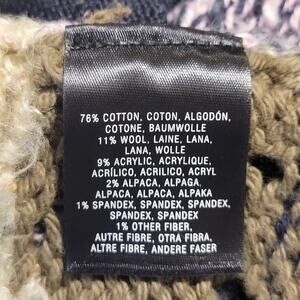 76% COTTON, COTON, ALGODÓN,
COTONE, BAUMWOLLE
11% WOOL, LAINE, LANA,
LANA, WOLLE
9% ACRYLIC, ACRYLIQUE,
ACRÍLICO, ACRILICO, ACRYL
2% ALPACA, ALPAGA,
ALPACA, ALPACA, ALPAKA
1% SPANDEX, SPANDEX,
SPANDEX, SPANDEX,
SPANDEX, SPANDEX
1% OTHER FIBER,
AUTRE FIBRE, OTRA FIBRA,
ALTRE FIBRE, ANDERE FASER